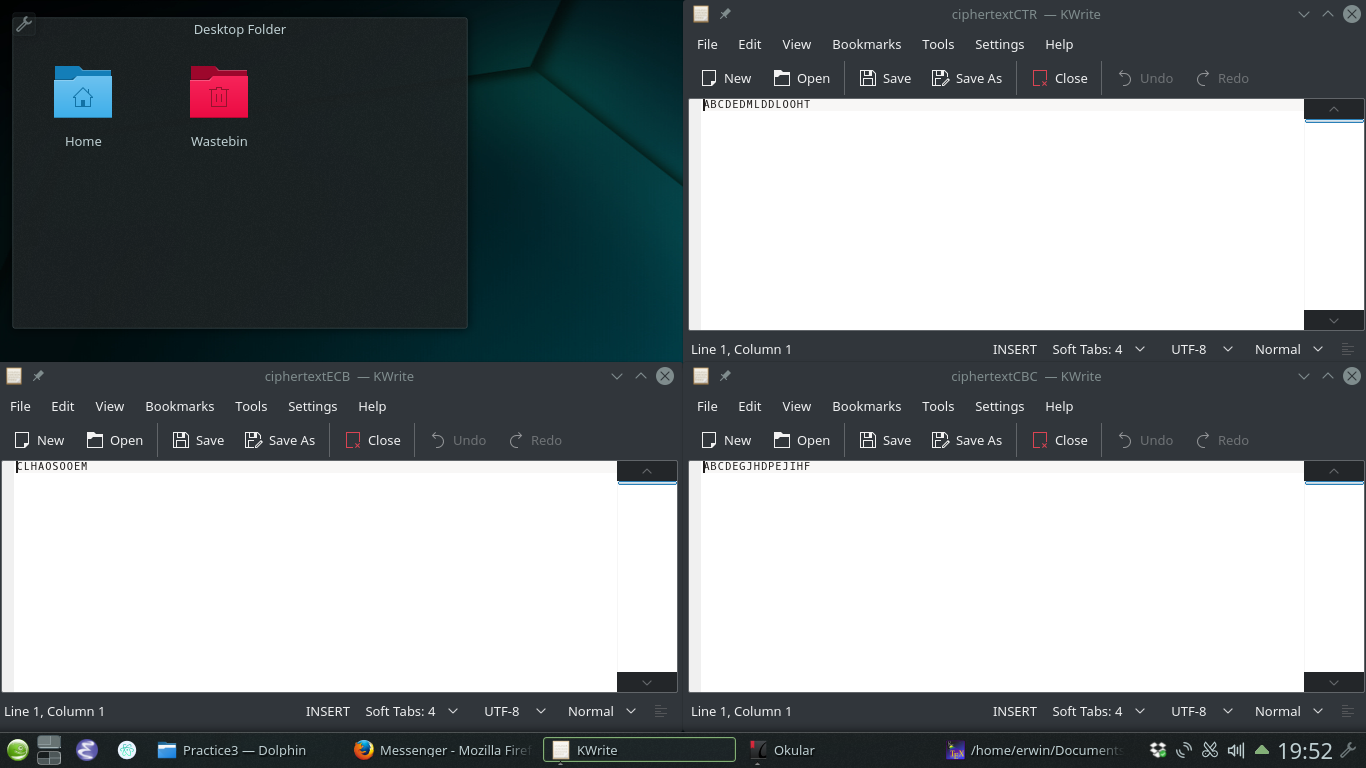 Desktop Folder
Home
Wastebin
ciphertextCTR — KWrite
File Edit View Bookmarks Tools Settings Help
New Open Save Save As Close Undo Redo
ABCDEDMLDDLOOHT
Line 1, Column 1 INSERT Soft Tabs: 4 UTF-8 Normal
ciphertextECB — KWrite
File Edit View Bookmarks Tools Settings Help
New Open Save Save As Close Undo Redo
CLHAOSOOEM
Line 1, Column 1 INSERT Soft Tabs: 4 UTF-8 Normal
ciphertextCBC — KWrite
File Edit View Bookmarks Tools Settings Help
New Open Save Save As Close Undo Redo
ABCDEGJHDPEJIHF
Line 1, Column 1 INSERT Soft Tabs: 4 UTF-8 Normal
Practice3 — Dolphin
Messenger - Mozilla Firef
KWrite
Okular
/home/erwin/Documents
19:52